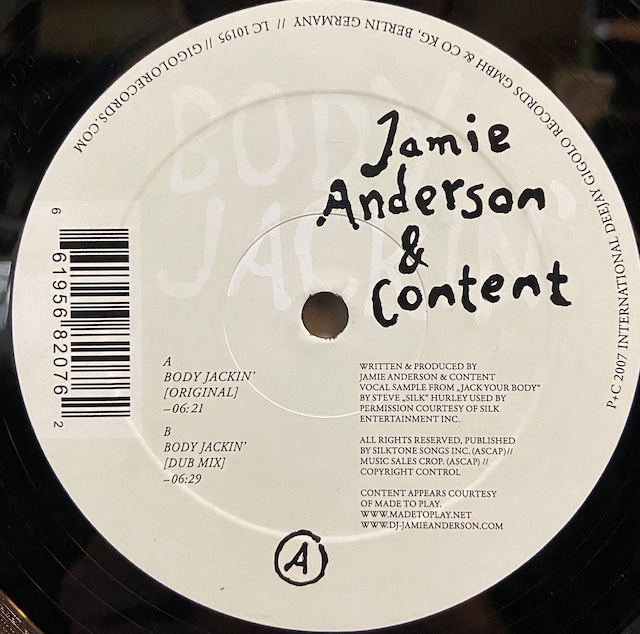 BODY
JACKIN'
Jamie
Anderson
&
Content
A
BODY JACKIN'
[ORIGINAL]
–06:21
B
BODY JACKIN'
[DUB MIX]
–06:29
WRITTEN & PRODUCED BY
JAMIE ANDERSON & CONTENT
VOCAL SAMPLE FROM „JACK YOUR BODY"
BY STEVE „SILK" HURLEY USED BY
PERMISSION COURTESY OF SILK
ENTERTAINMENT INC.
ALL RIGHTS RESERVED, PUBLISHED
BY SILKTONE SONGS INC. (ASCAP)//
MUSIC SALES CROP. (ASCAP) //
COPYRIGHT CONTROL
CONTENT APPEARS COURTESY
OF MADE TO PLAY.
WWW.MADETOPLAY.NET
WWW.DJ-JAMIEANDERSON.COM
A
6 61956 82076 2
P+C 2007 INTERNATIONAL DEEJAY GIGOLO RECORDS GMBH & CO KG, BERLIN GERMANY // LC 10195 // GIGOLORECORDS.COM